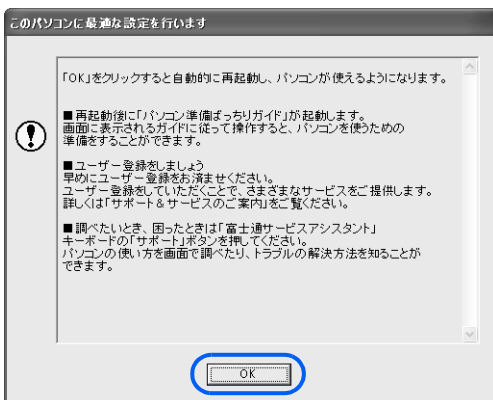 このパソコンに最適な設定を行います
「OK」をクリックすると自動的に再起動し、パソコンが使えるようになります。
■再起動後に「パソコン準備ばっちりガイド」が起動します。
画面に表示されるガイドに従って操作すると、パソコンを使うための
準備をすることができます。
■ユーザー登録をしましょう
早めにユーザー登録をお済ませください。
ユーザー登録をしていただくことで、さまざまなサービスをご提供します。
詳しくは「サポート＆サービスのご案内」をご覧ください。
■調べたいとき、困ったときは「富士通サービスアシスタント」
キーボードの「サポート」ボタンを押してください。
パソコンの使い方を画面で調べたり、トラブルの解決方法を知ることが
できます。
OK